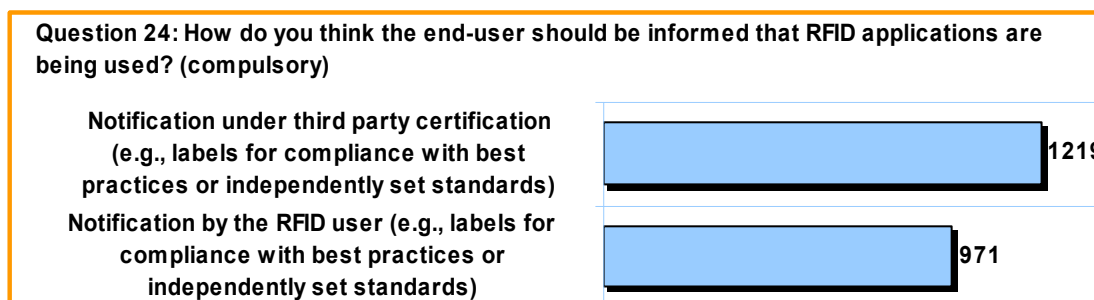 Question 24: How do you think the end-user should be informed that RFID applications are
being used? (compulsory)
Notification under third party certification
(e.g., labels for compliance with best
practices or independently set standards)
1219
Notification by the RFID user (e.g., labels for
compliance with best practices or
independently set standards)
971